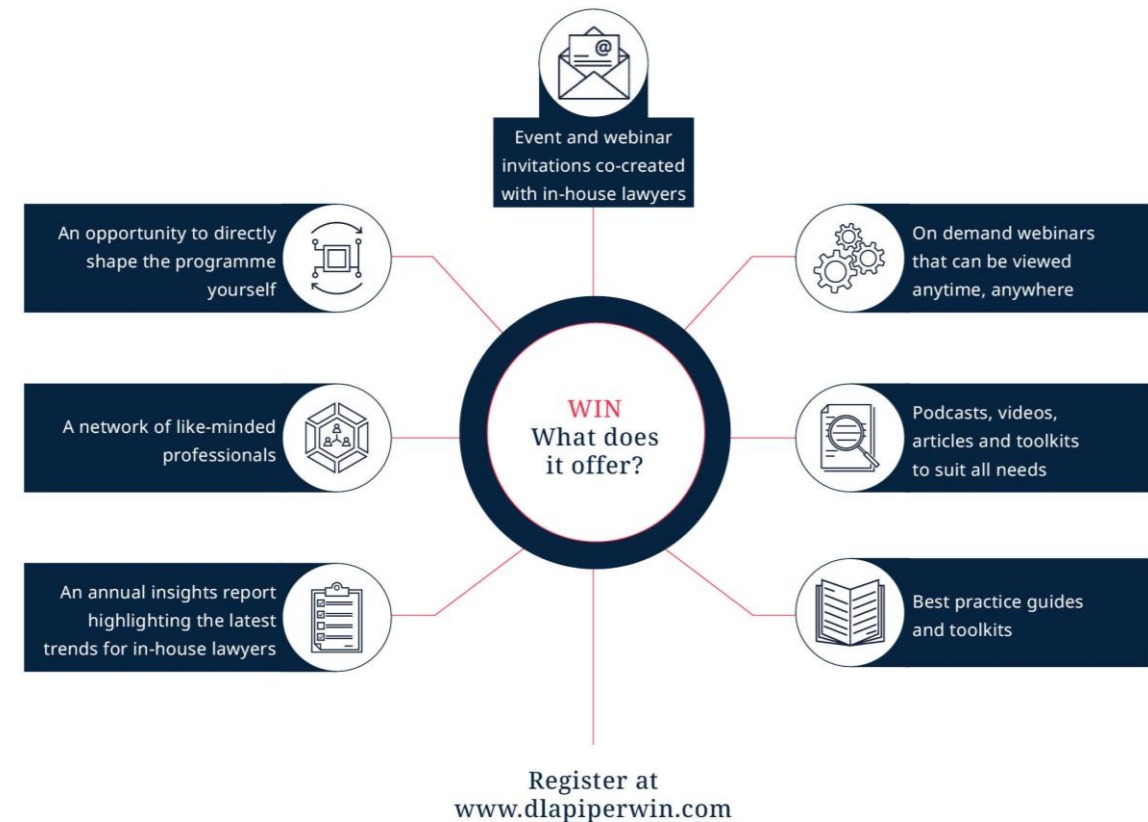 @
Event and webinar
invitations co-created
with in-house lawyers
An opportunity to directly
shape the programme
yourself
On demand webinars
that can be viewed
anytime, anywhere
A network of like-minded
professionals
WIN
What does
it offer?
Podcasts, videos,
articles and toolkits
to suit all needs
An annual insights report
highlighting the latest
trends for in-house lawyers
Best practice guides
and toolkits
Register at
www.dlapiperwin.com